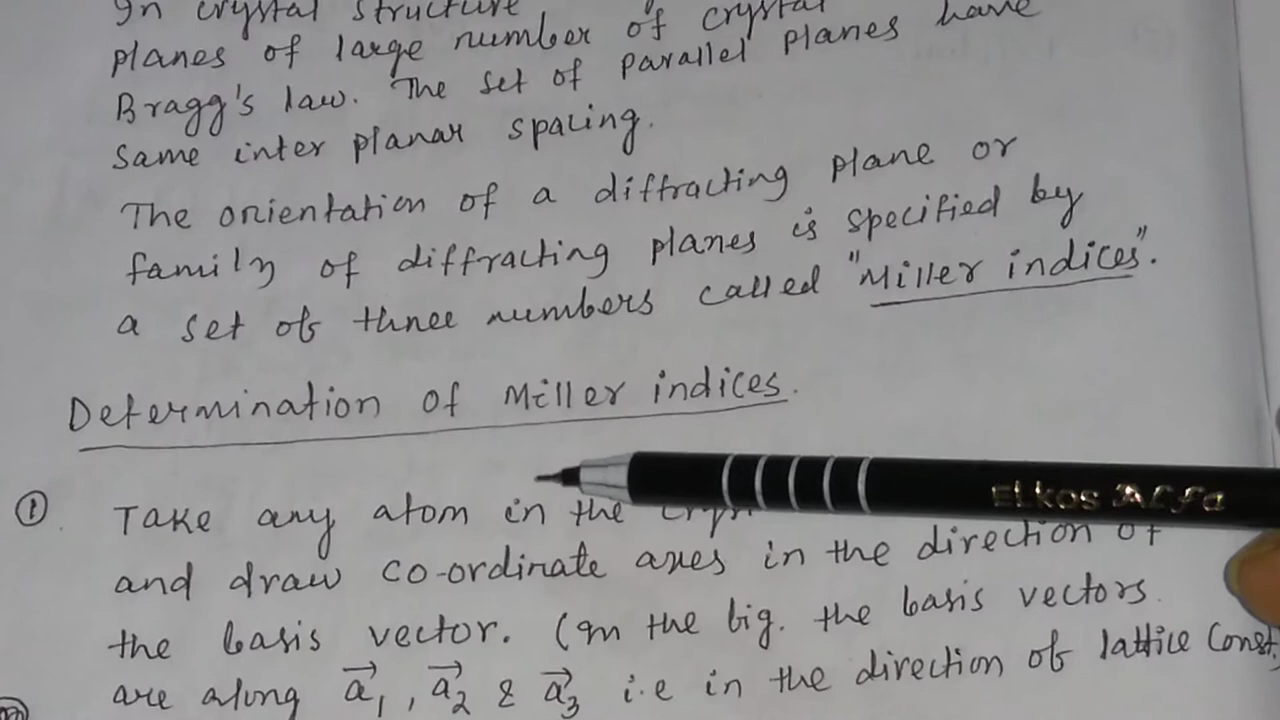 In crystal structure of crystal
planes of large number have
Bragg's law. The set of parallel planes
Same inter planar spacing.
The orientation of a diffracting plane or
family of diffracting planes is specified by
a set of three numbers called "Miller indices".
Determination of Miller indices.
① Take any atom in the
and draw co-ordinate axes in the direction of
the basis vector. (In the fig. the basis vectors
are along a⃗1, a⃗2 & a⃗3 i.e in the direction of lattice Const.
ELKOS ALFA